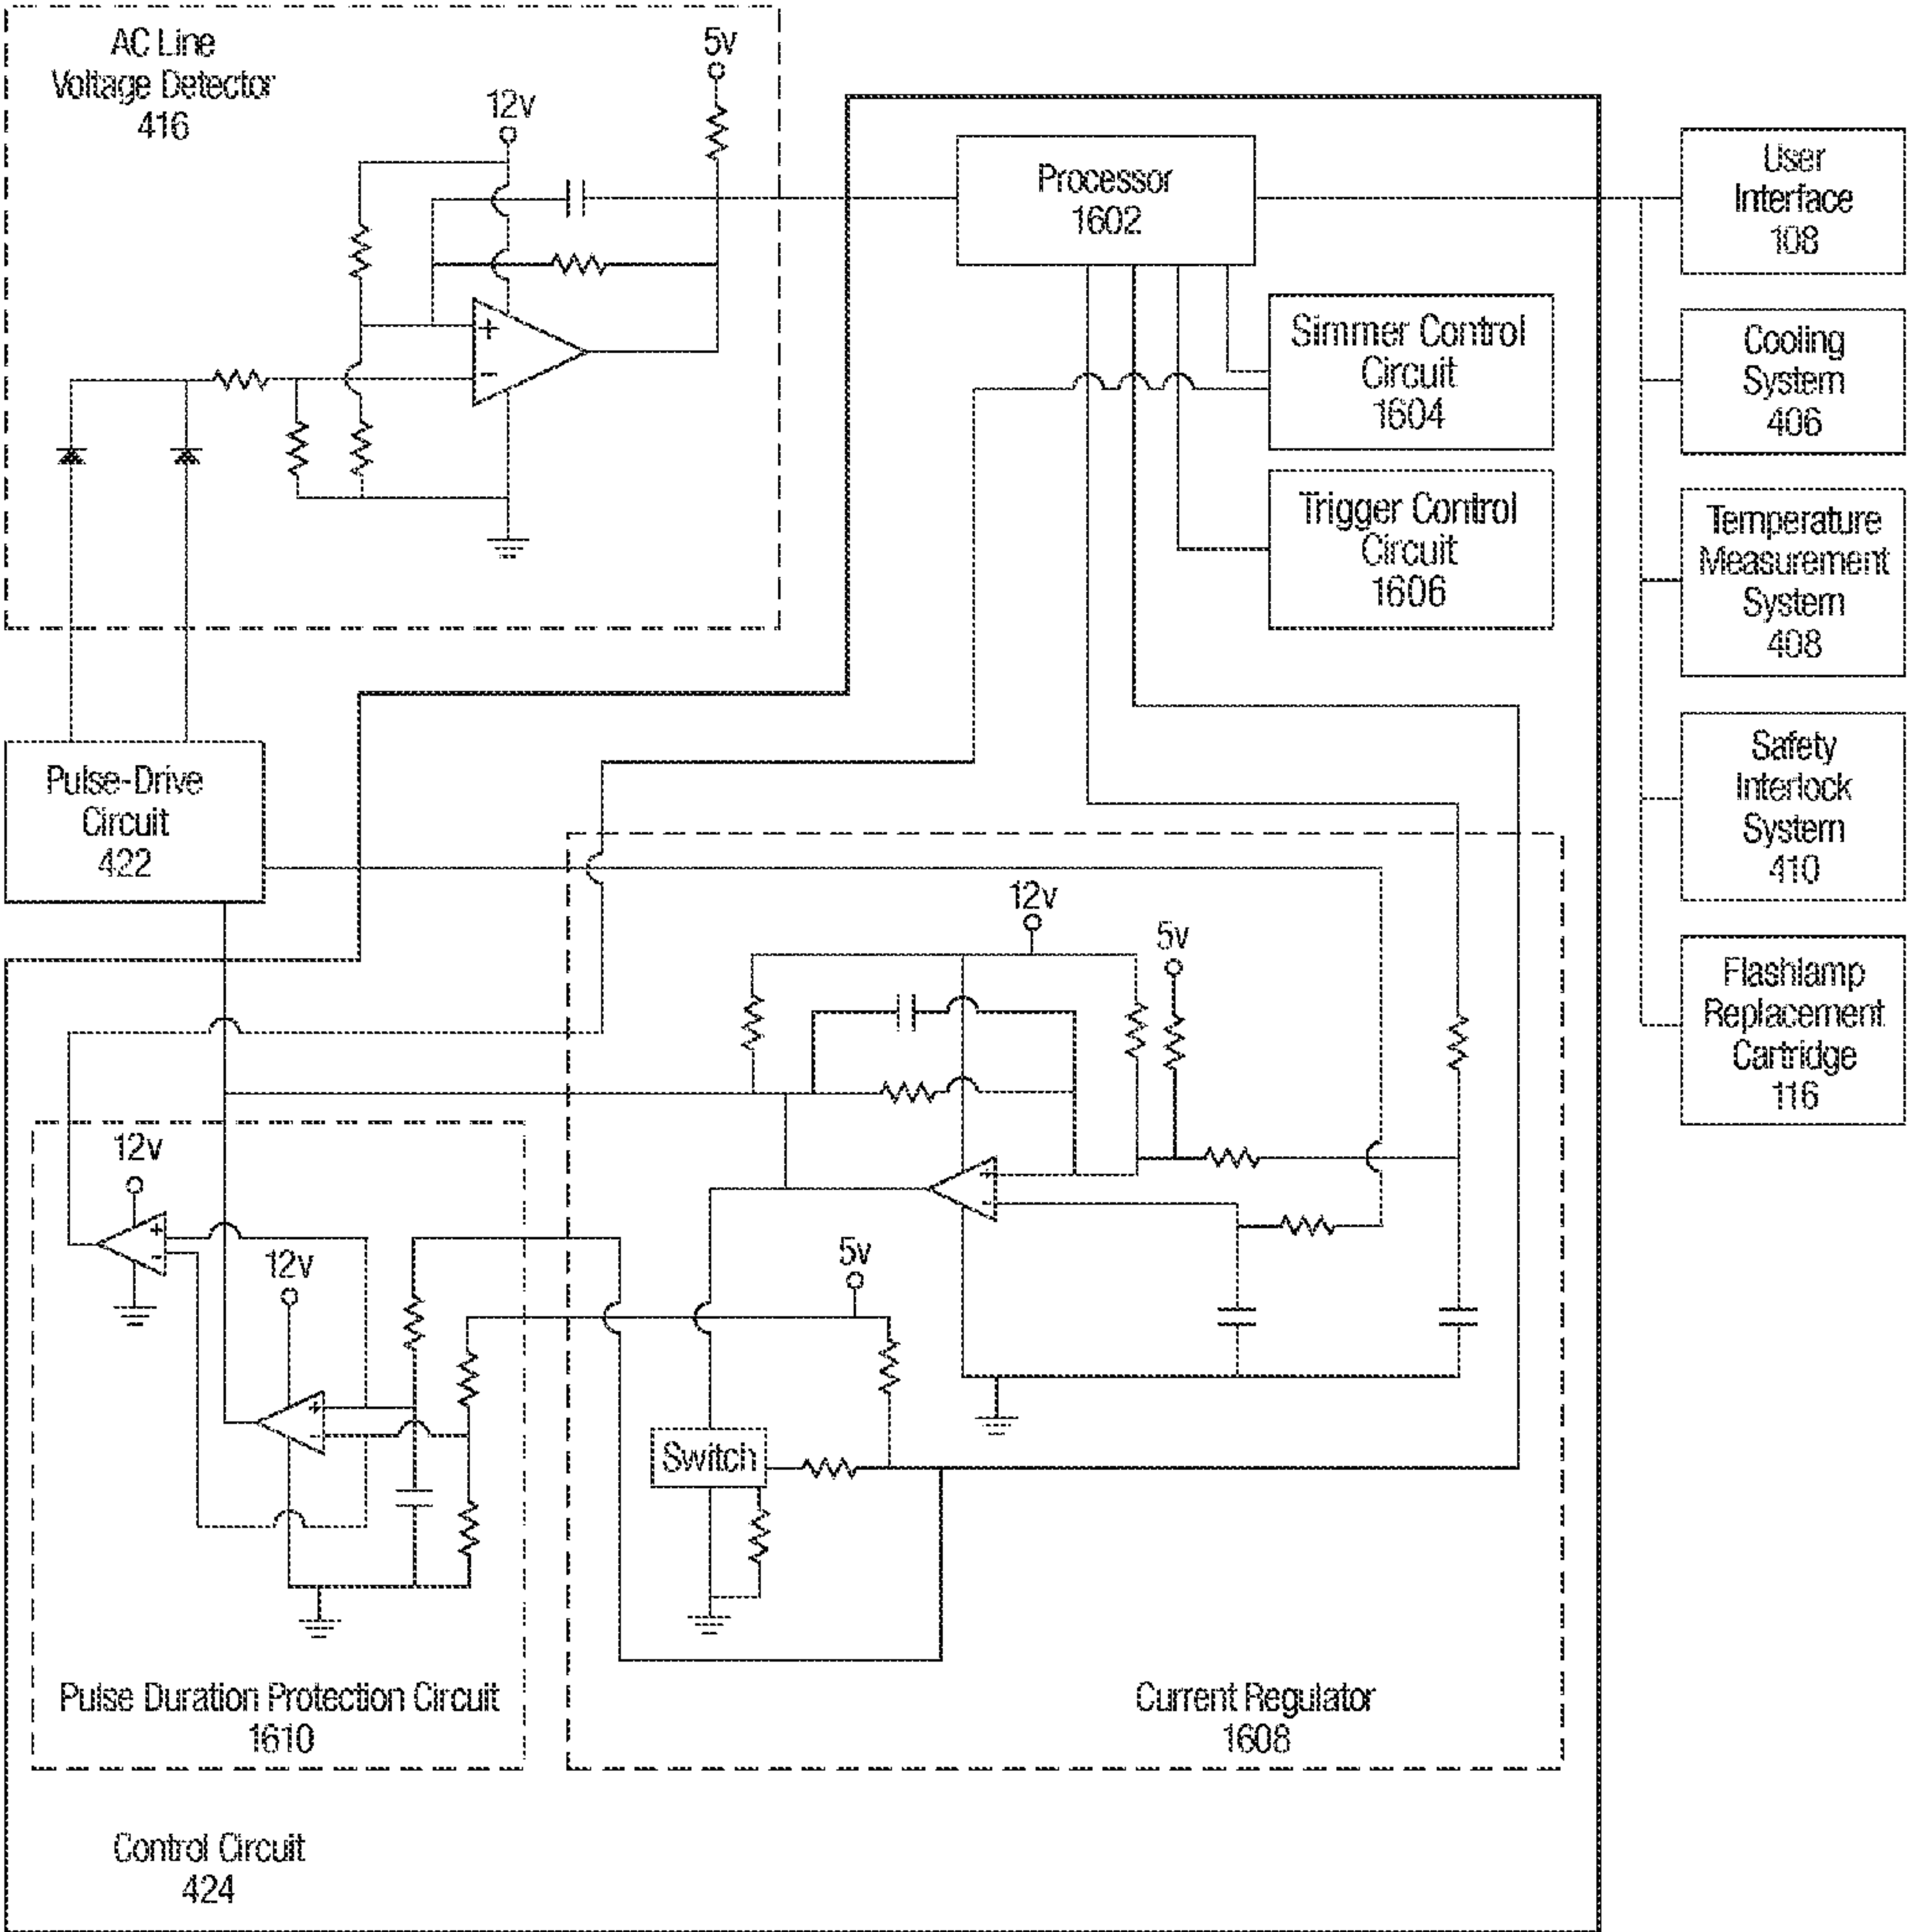 AC Line
Voltage Detector
416
12v
5v
+
-
Processor
1602
User
Interface
108
Simmer Control
Circuit
1604
Cooling
System
406
Trigger Control
Circuit
1606
Temperature
Measurement
System
408
Pulse-Drive
Circuit
422
Safety
Interlock
System
410
12v
5v
Flashlamp
Replacement
Cartridge
116
+
-
12v
+
-
12v
5v
+
-
Switch
Pulse Duration Protection Circuit
1610
Current Regulator
1608
Control Circuit
424